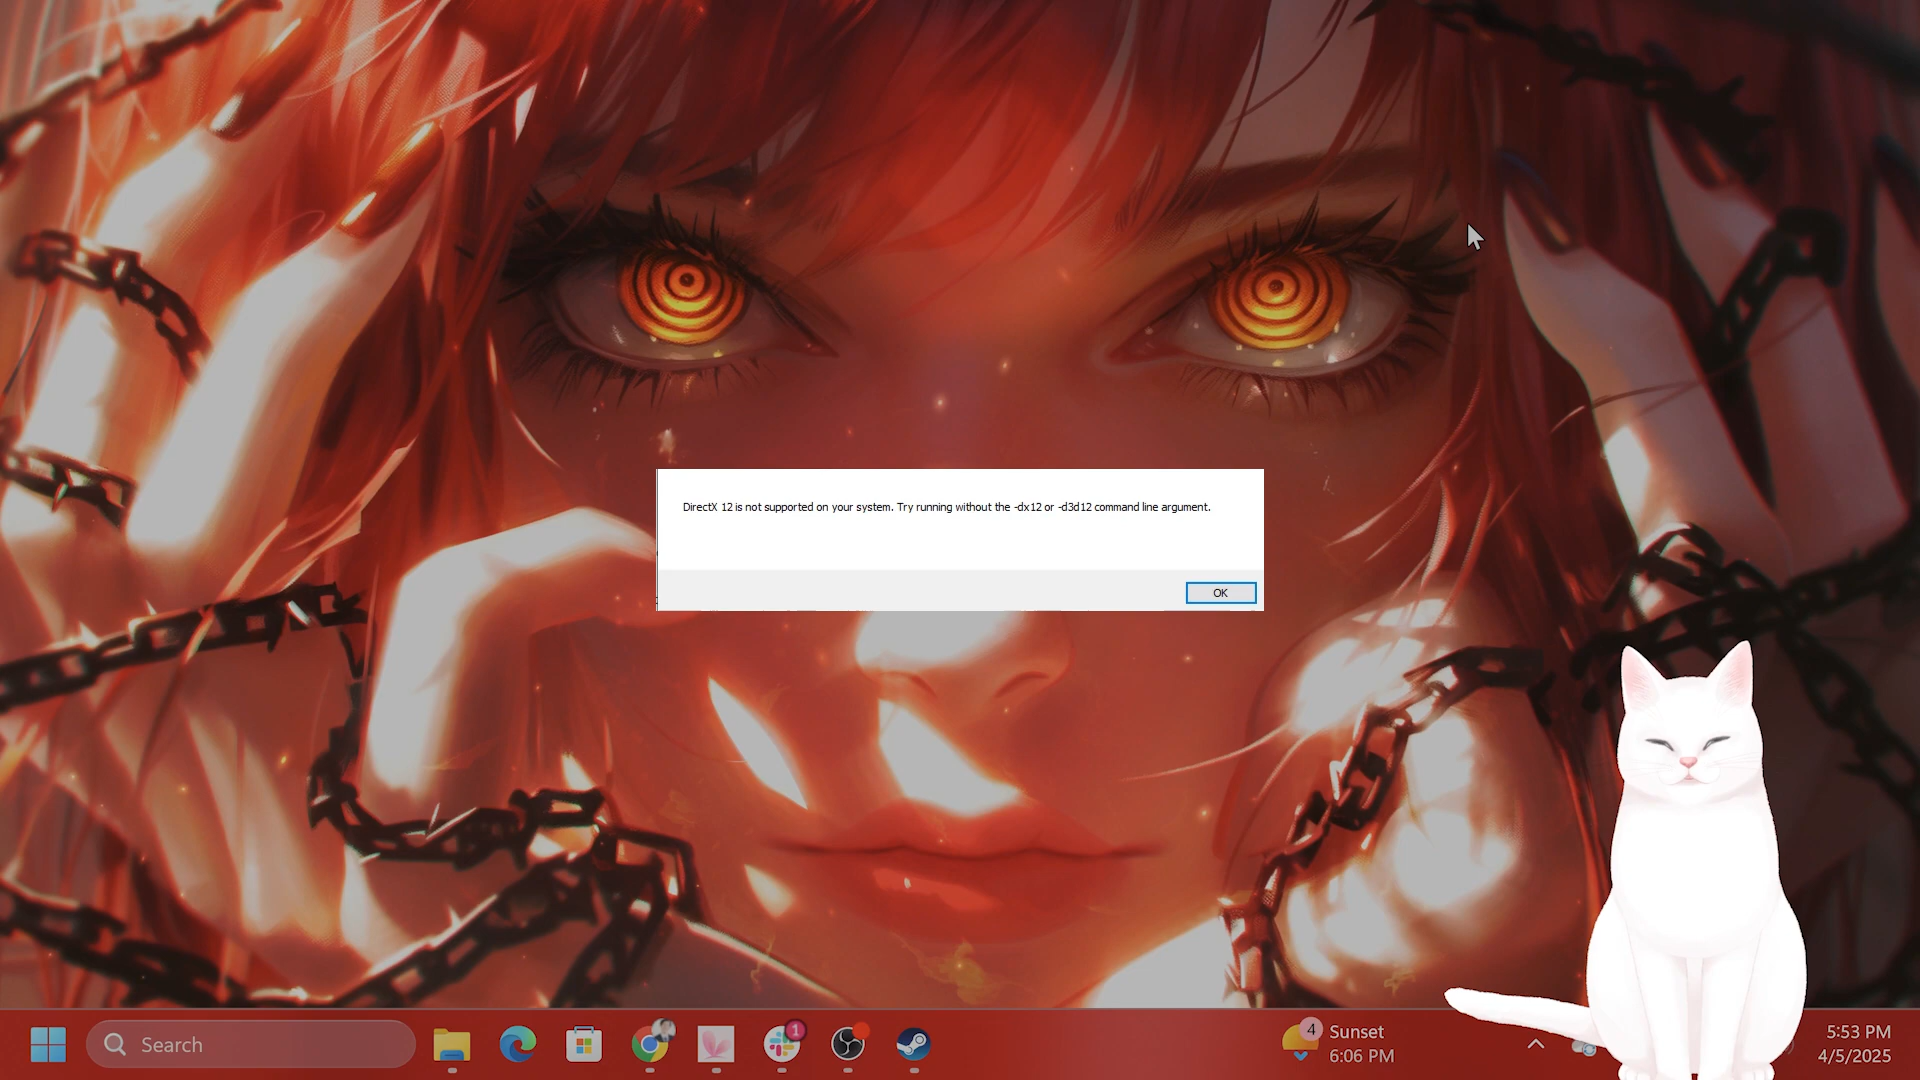 DirectX 12 is not supported on your system. Try running without the -dx12 or -d3d12 command line argument.
OK
Search
1
4
Sunset
6:06 PM
5:53 PM
4/5/2025